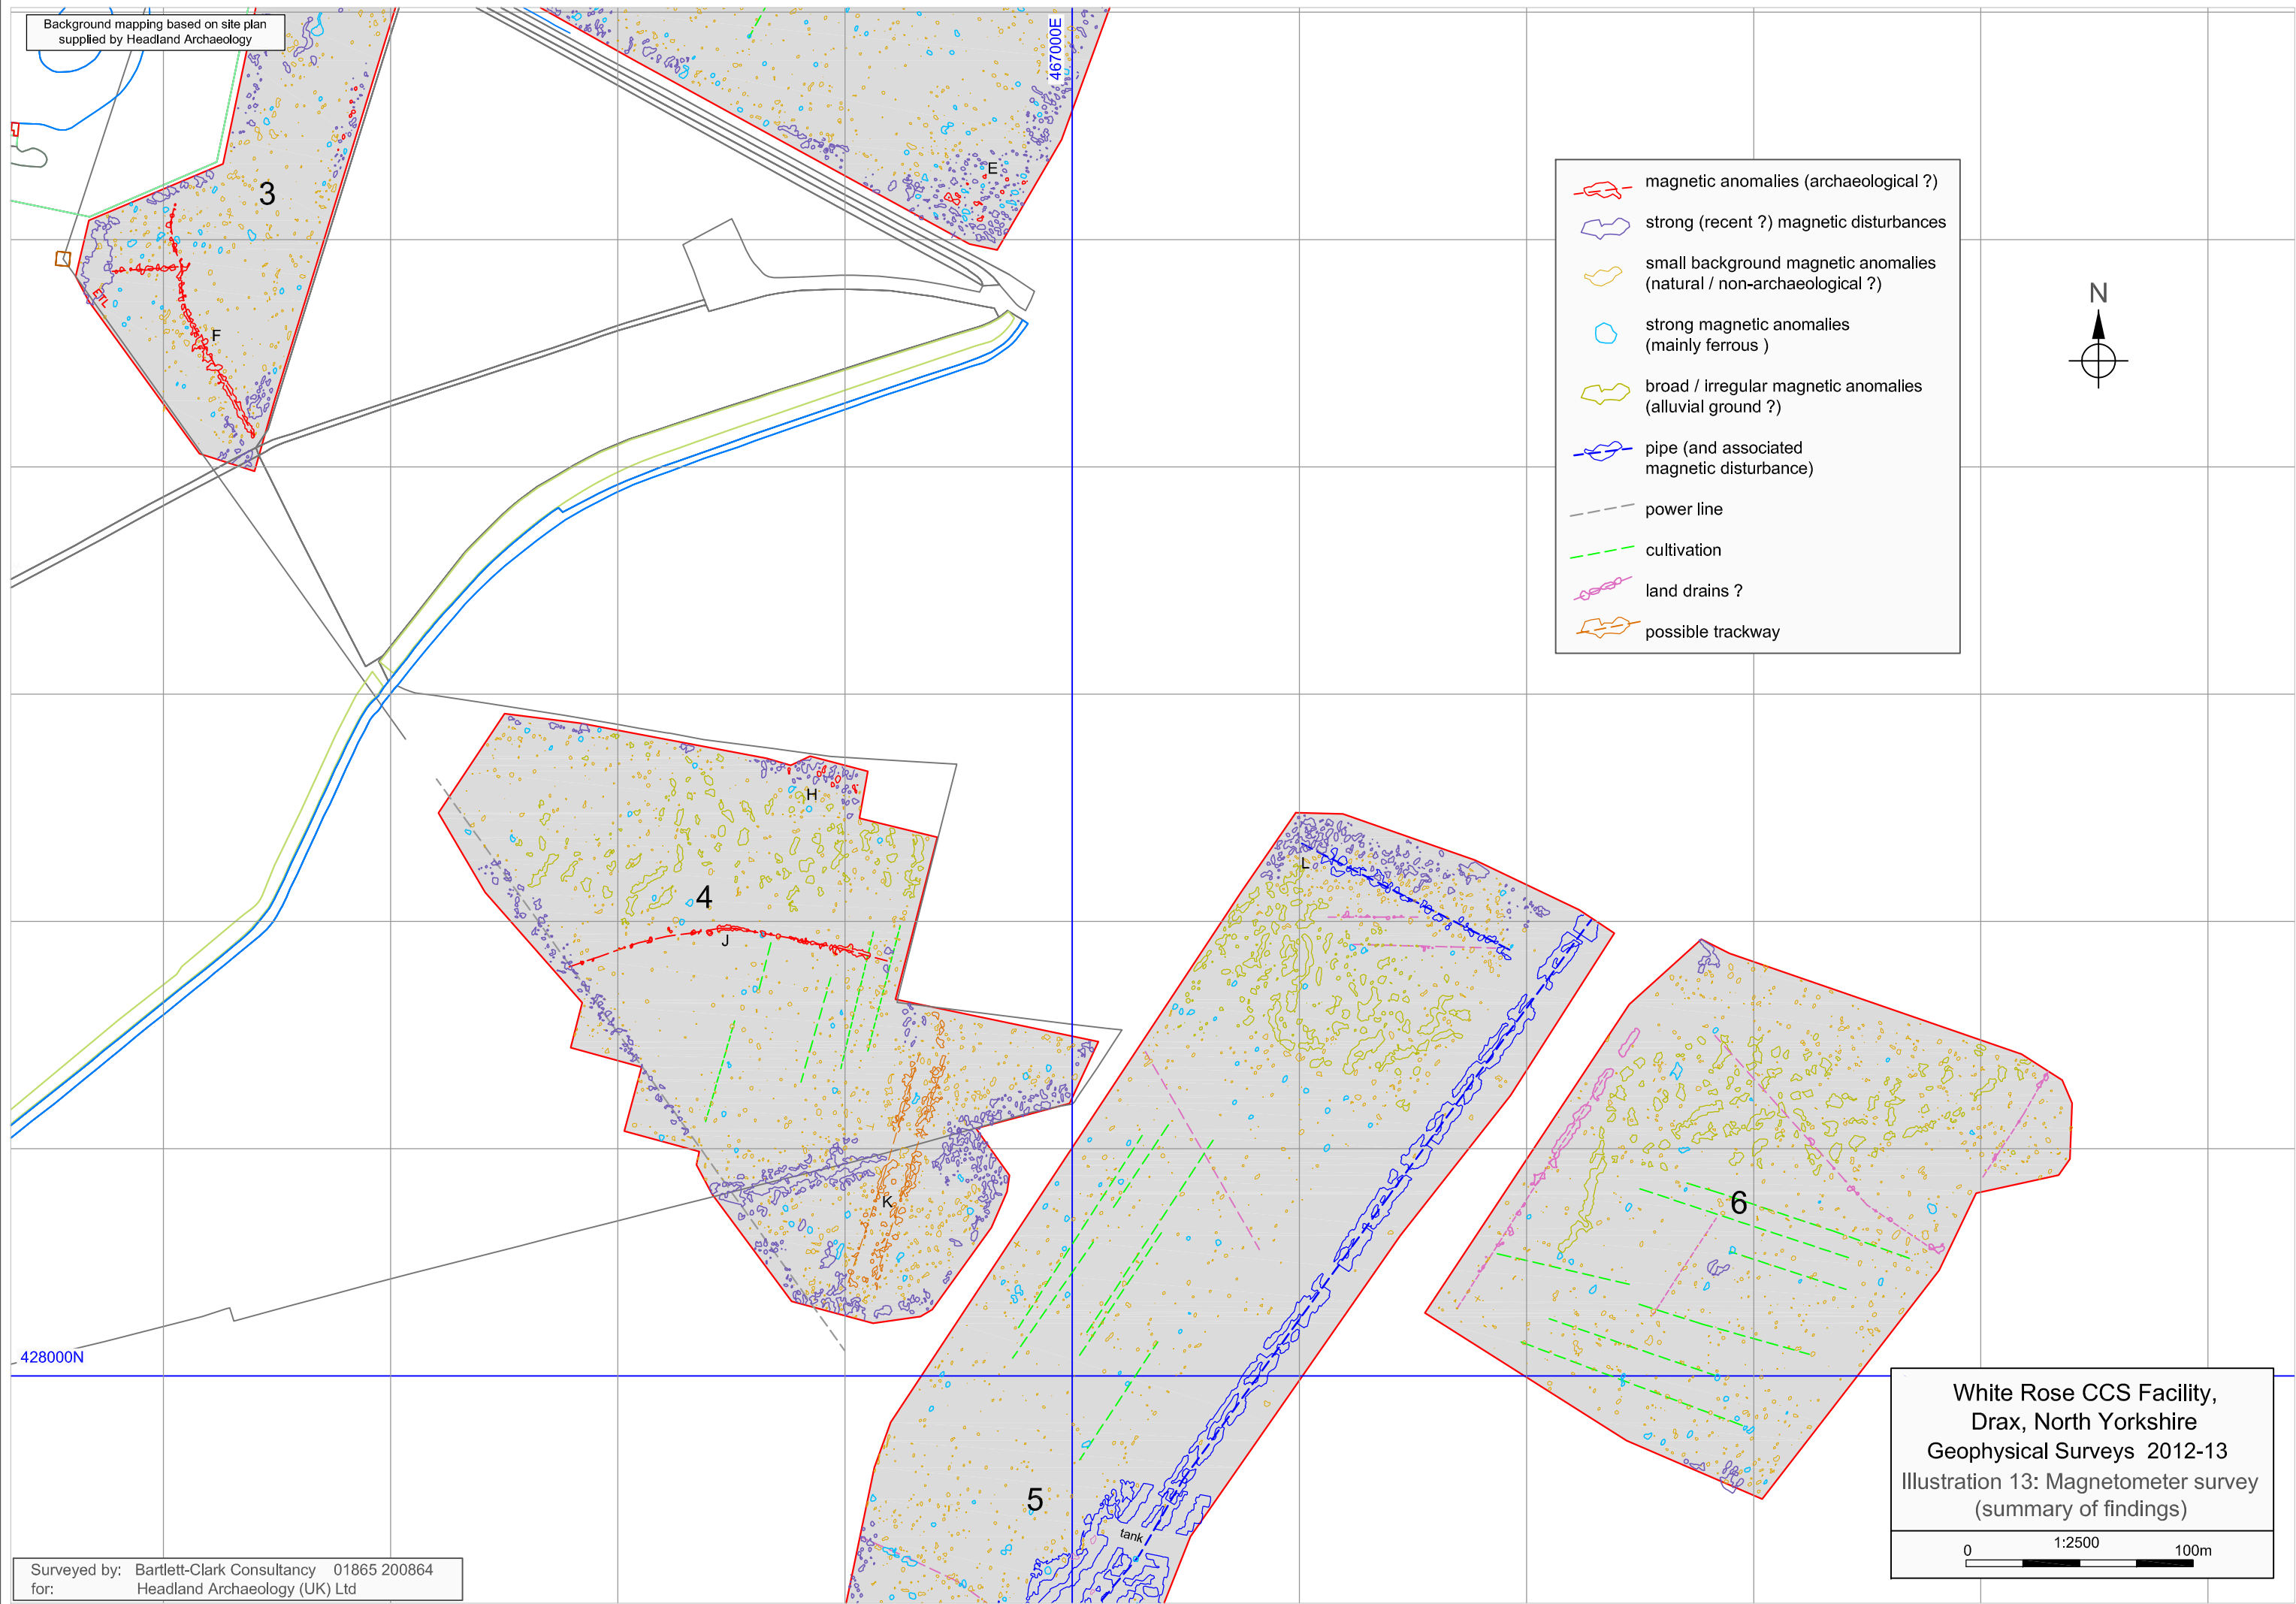 Background mapping based on site plan
supplied by Headland Archaeology
467000E
E
3
ETL
F
magnetic anomalies (archaeological ?)
strong (recent ?) magnetic disturbances
small background magnetic anomalies
(natural / non-archaeological ?)
strong magnetic anomalies
(mainly ferrous )
broad / irregular magnetic anomalies
(alluvial ground ?)
pipe (and associated
magnetic disturbance)
power line
cultivation
land drains ?
possible trackway
N
H
4
J
L
K
6
428000N
5
tank
White Rose CCS Facility,
Drax, North Yorkshire
Geophysical Surveys 2012-13
Illustration 13: Magnetometer survey
(summary of findings)
1:2500
0 100m
Surveyed by: Bartlett-Clark Consultancy 01865 200864
for: Headland Archaeology (UK) Ltd